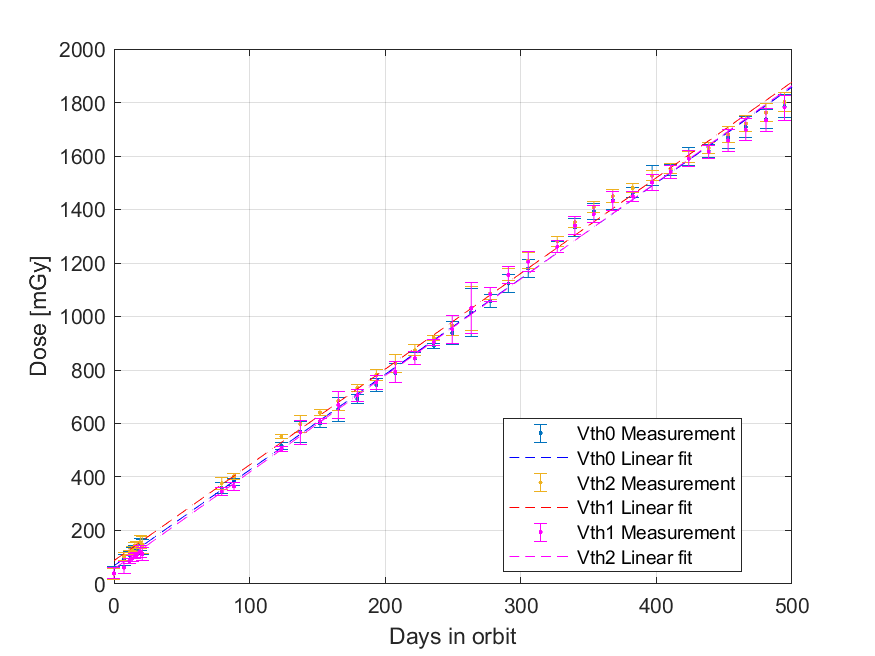 2000
1800
1600
1400
1200
1000
800
600
400
200
0
Dose [mGy]
Vth0 Measurement
Vth0 Linear fit
Vth2 Measurement
Vth1 Linear fit
Vth1 Measurement
Vth2 Linear fit
0 100 200 300 400 500
Days in orbit